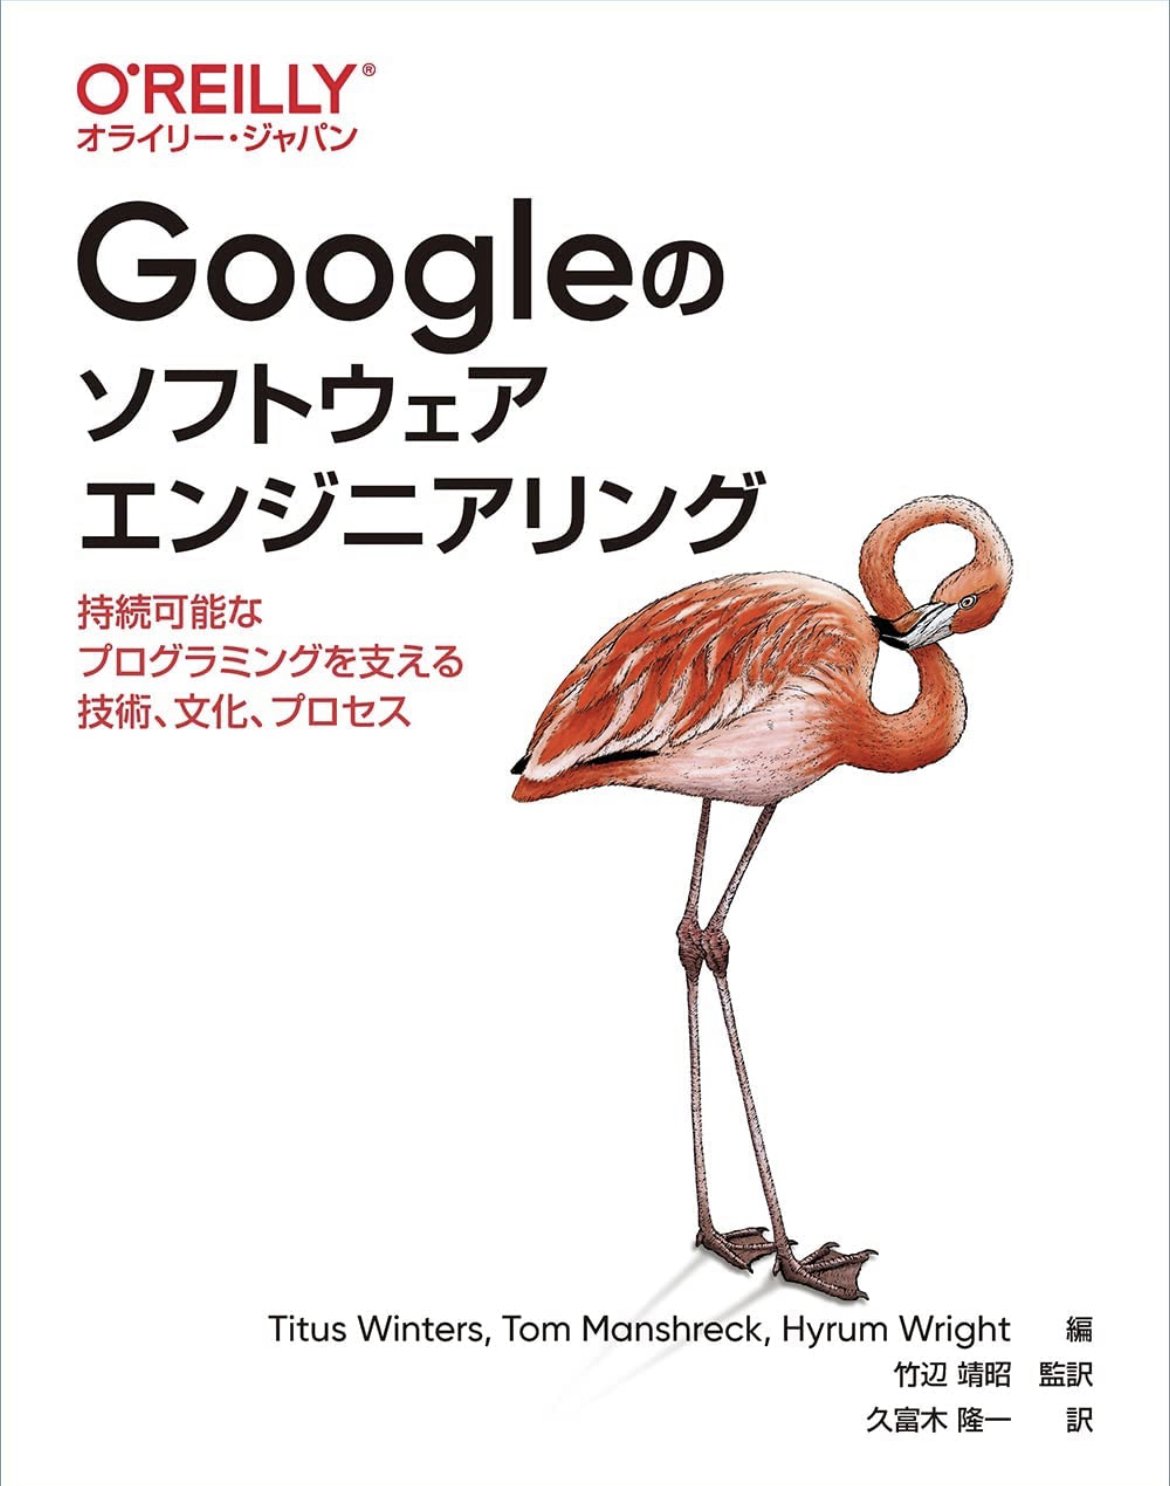 O'REILLY®
オライリー・ジャパン
Googleの
ソフトウェア
エンジニアリング
持続可能な
プログラミングを支える
技術、文化、プロセス
Titus Winters, Tom Manshreck, Hyrum Wright 編
竹辺 靖昭 監訳
久富木 隆一 訳